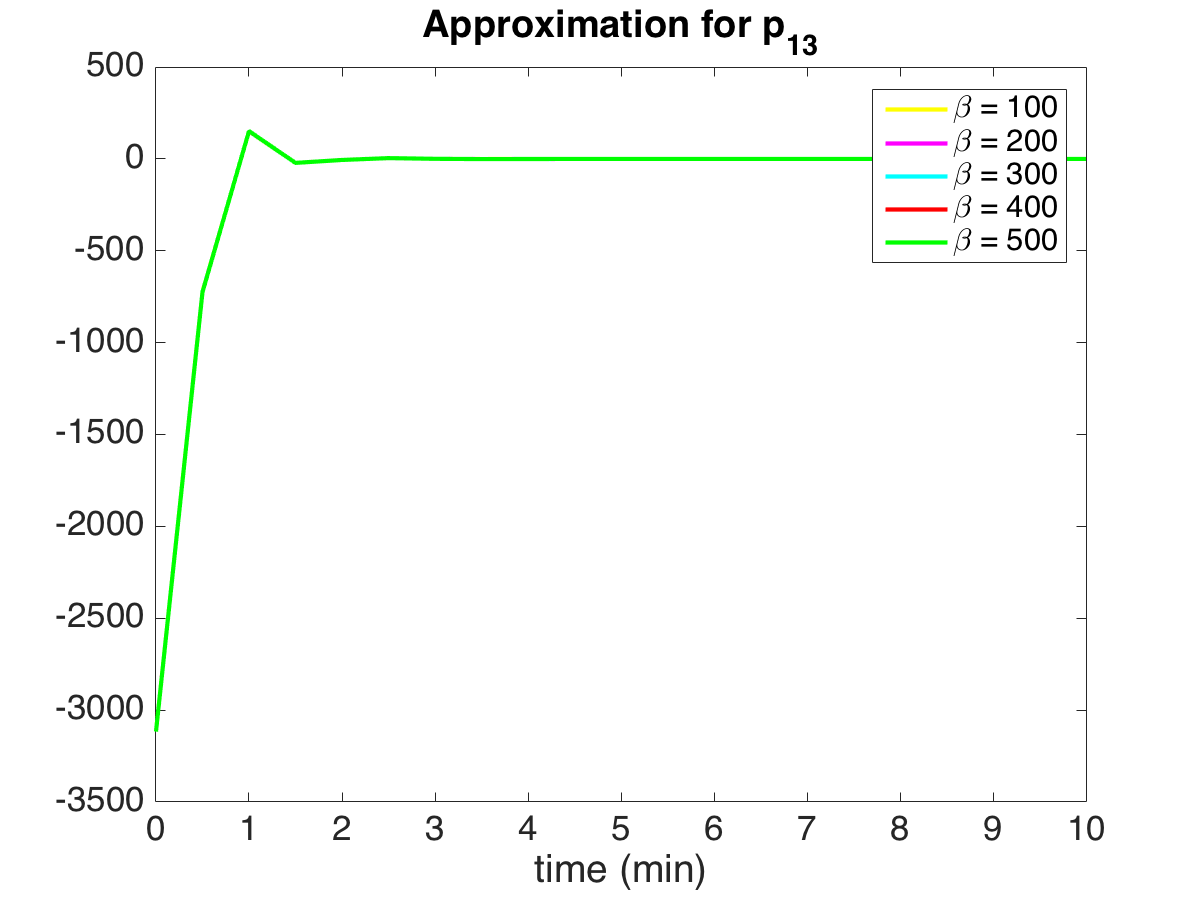 Approximation for p13
500
0
-500
-1000
-1500
-2000
-2500
-3000
-3500
β = 100
β = 200
β = 300
β = 400
β = 500
0 1 2 3 4 5 6 7 8 9 10
time (min)